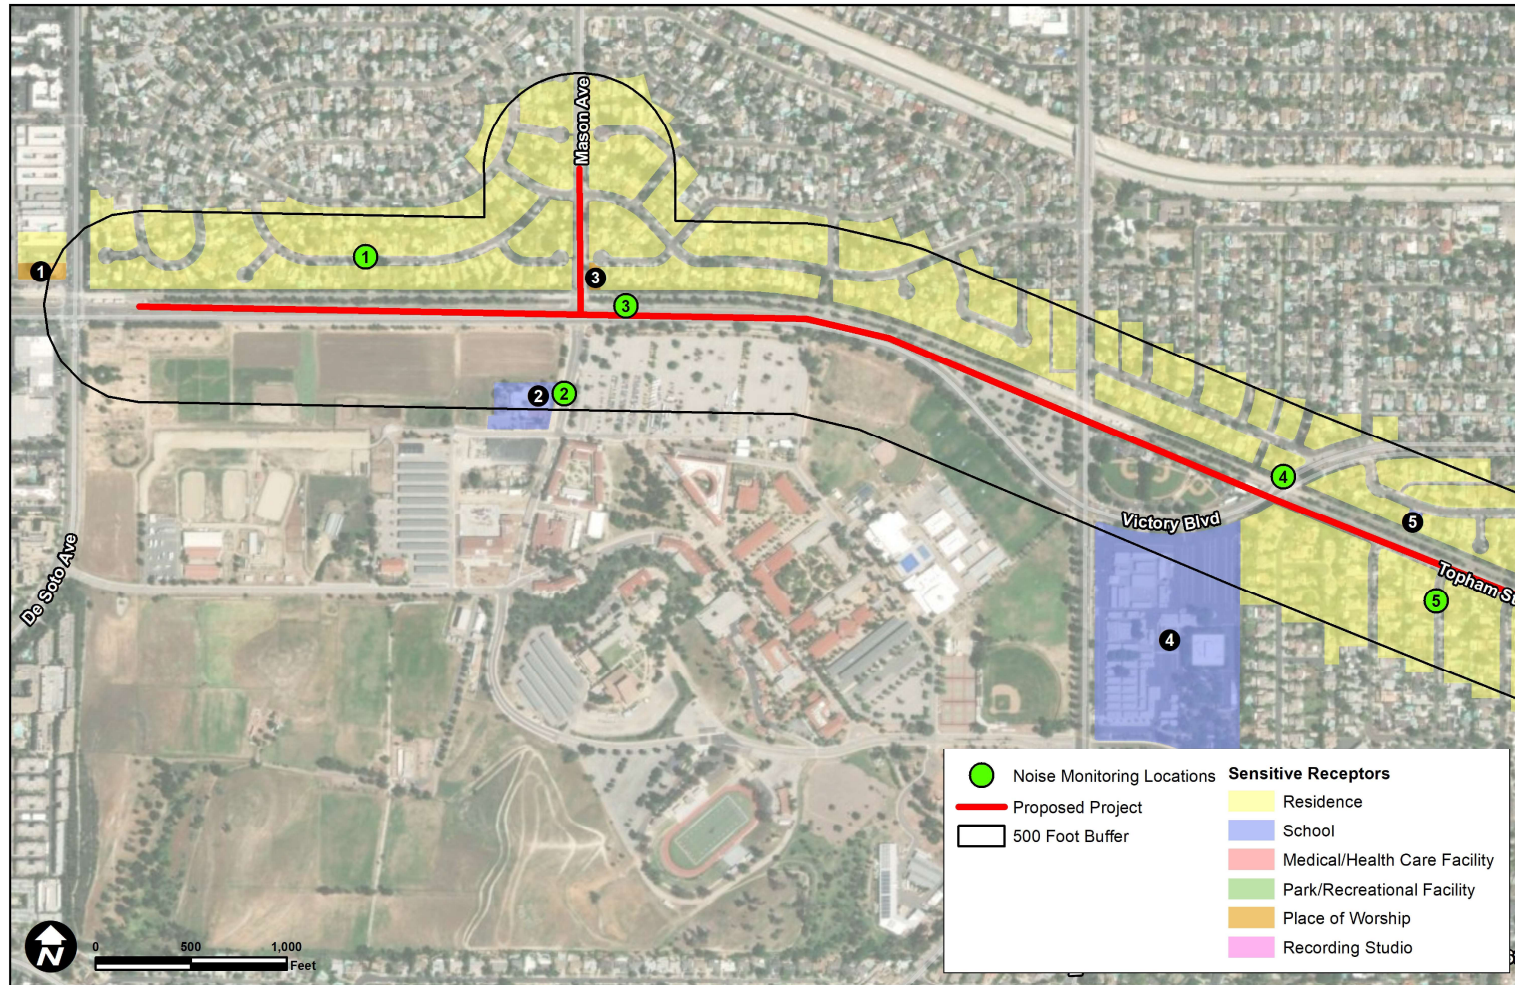 Mason Ave
1
1
3
3
2
2
4
Victory Blvd
5
Topham St
5
De Soto Ave
4
Noise Monitoring Locations
Proposed Project
500 Foot Buffer
Sensitive Receptors
Residence
School
Medical/Health Care Facility
Park/Recreational Facility
Place of Worship
Recording Studio
N
0 500 1,000
Feet